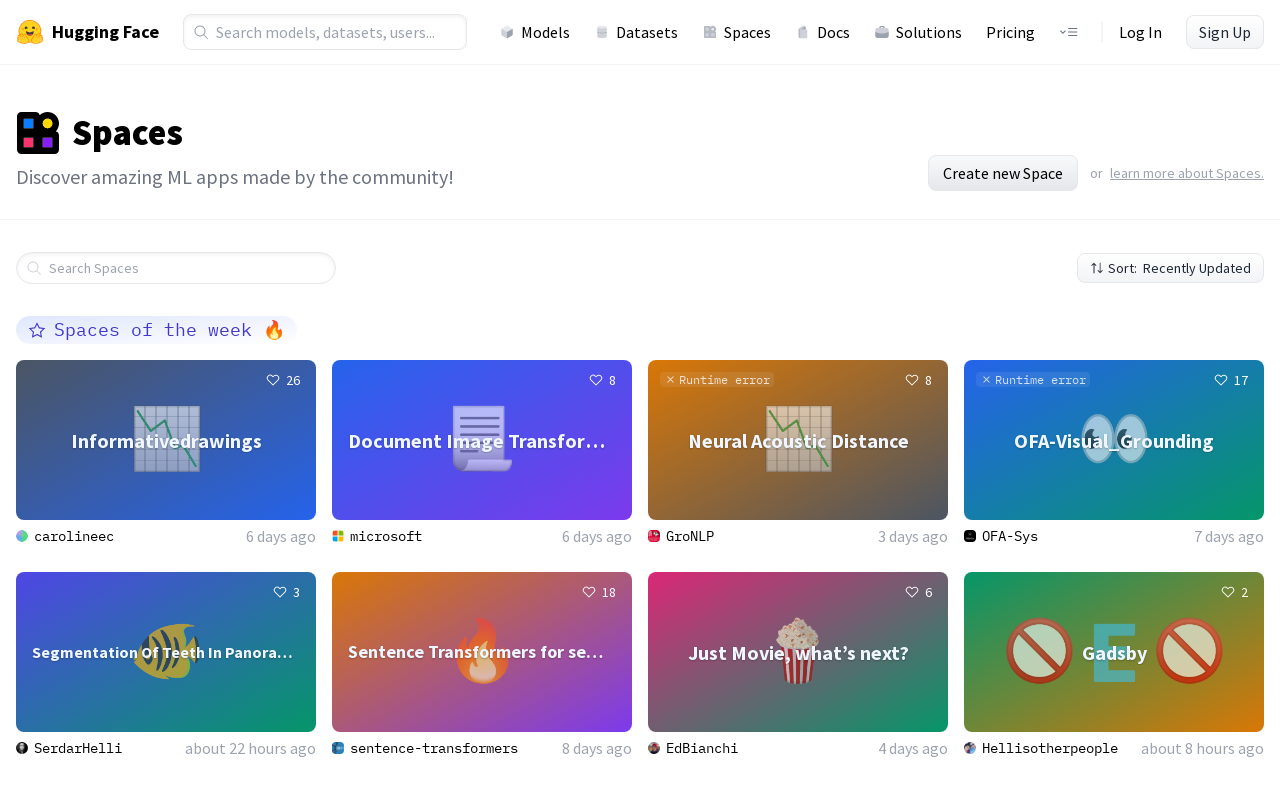 Hugging Face
Search models, datasets, users...
Models
Datasets
Spaces
Docs
Solutions
Pricing
Log In
Sign Up
Spaces
Discover amazing ML apps made by the community!
Create new Space
or learn more about Spaces.
Search Spaces
Sort: Recently Updated
Spaces of the week 🔥
26
Informativedrawings
carolineec
6 days ago
8
Document Image Transfor…
microsoft
6 days ago
Runtime error
8
Neural Acoustic Distance
GroNLP
3 days ago
Runtime error
17
OFA-Visual_Grounding
OFA-Sys
7 days ago
3
Segmentation Of Teeth In Panora…
SerdarHelli
about 22 hours ago
18
Sentence Transformers for se…
sentence-transformers
8 days ago
6
Just Movie, what’s next?
EdBianchi
4 days ago
2
E
Gadsby
Hellisotherpeople
about 8 hours ago